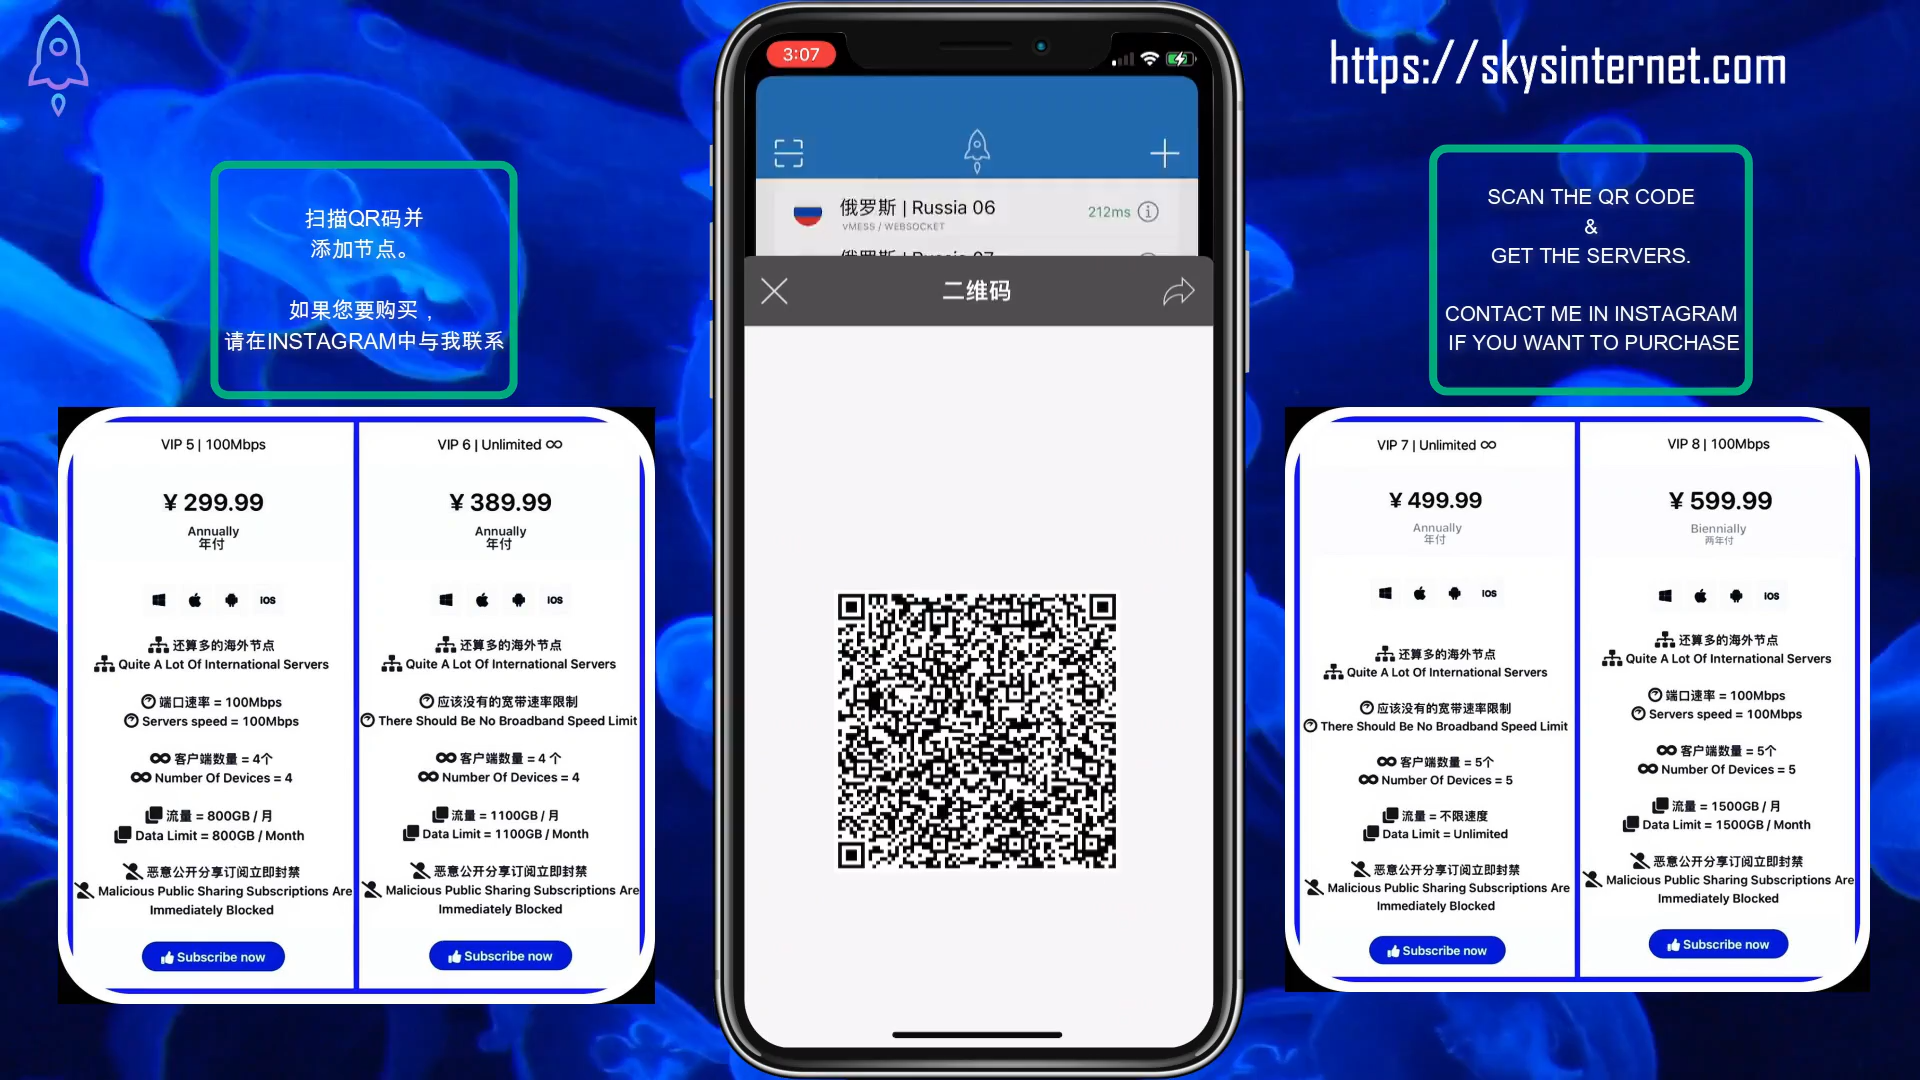 https://skysinternet.com
扫描QR码并
添加节点。
如果您要购买，
请在INSTAGRAM中与我联系
3:07
俄罗斯 | Russia 06
VMESS / WEBSOCKET
212ms
俄罗斯 | Russia 07
二维码
SCAN THE QR CODE
&
GET THE SERVERS.
CONTACT ME IN INSTAGRAM
IF YOU WANT TO PURCHASE
VIP 5 | 100Mbps
¥ 299.99
Annually
年付
IOS
还算多的海外节点
Quite A Lot Of International Servers
端口速率 = 100Mbps
Servers speed = 100Mbps
客户端数量 = 4个
Number Of Devices = 4
流量 = 800GB / 月
Data Limit = 800GB / Month
恶意公开分享订阅立即封禁
Malicious Public Sharing Subscriptions Are
Immediately Blocked
Subscribe now
VIP 6 | Unlimited ∞
¥ 389.99
Annually
年付
IOS
还算多的海外节点
Quite A Lot Of International Servers
应该没有的宽带速率限制
There Should Be No Broadband Speed Limit
客户端数量 = 4 个
Number Of Devices = 4
流量 = 1100GB / 月
Data Limit = 1100GB / Month
恶意公开分享订阅立即封禁
Malicious Public Sharing Subscriptions Are
Immediately Blocked
Subscribe now
VIP 7 | Unlimited ∞
¥ 499.99
Annually
年付
IOS
还算多的海外节点
Quite A Lot Of International Servers
应该没有的宽带速率限制
There Should Be No Broadband Speed Limit
客户端数量 = 5个
Number Of Devices = 5
流量 = 不限速度
Data Limit = Unlimited
恶意公开分享订阅立即封禁
Malicious Public Sharing Subscriptions Are
Immediately Blocked
Subscribe now
VIP 8 | 100Mbps
¥ 599.99
Biennially
两年付
IOS
还算多的海外节点
Quite A Lot Of International Servers
端口速率 = 100Mbps
Servers speed = 100Mbps
客户端数量 = 5个
Number Of Devices = 5
流量 = 1500GB / 月
Data Limit = 1500GB / Month
恶意公开分享订阅立即封禁
Malicious Public Sharing Subscriptions Are
Immediately Blocked
Subscribe now